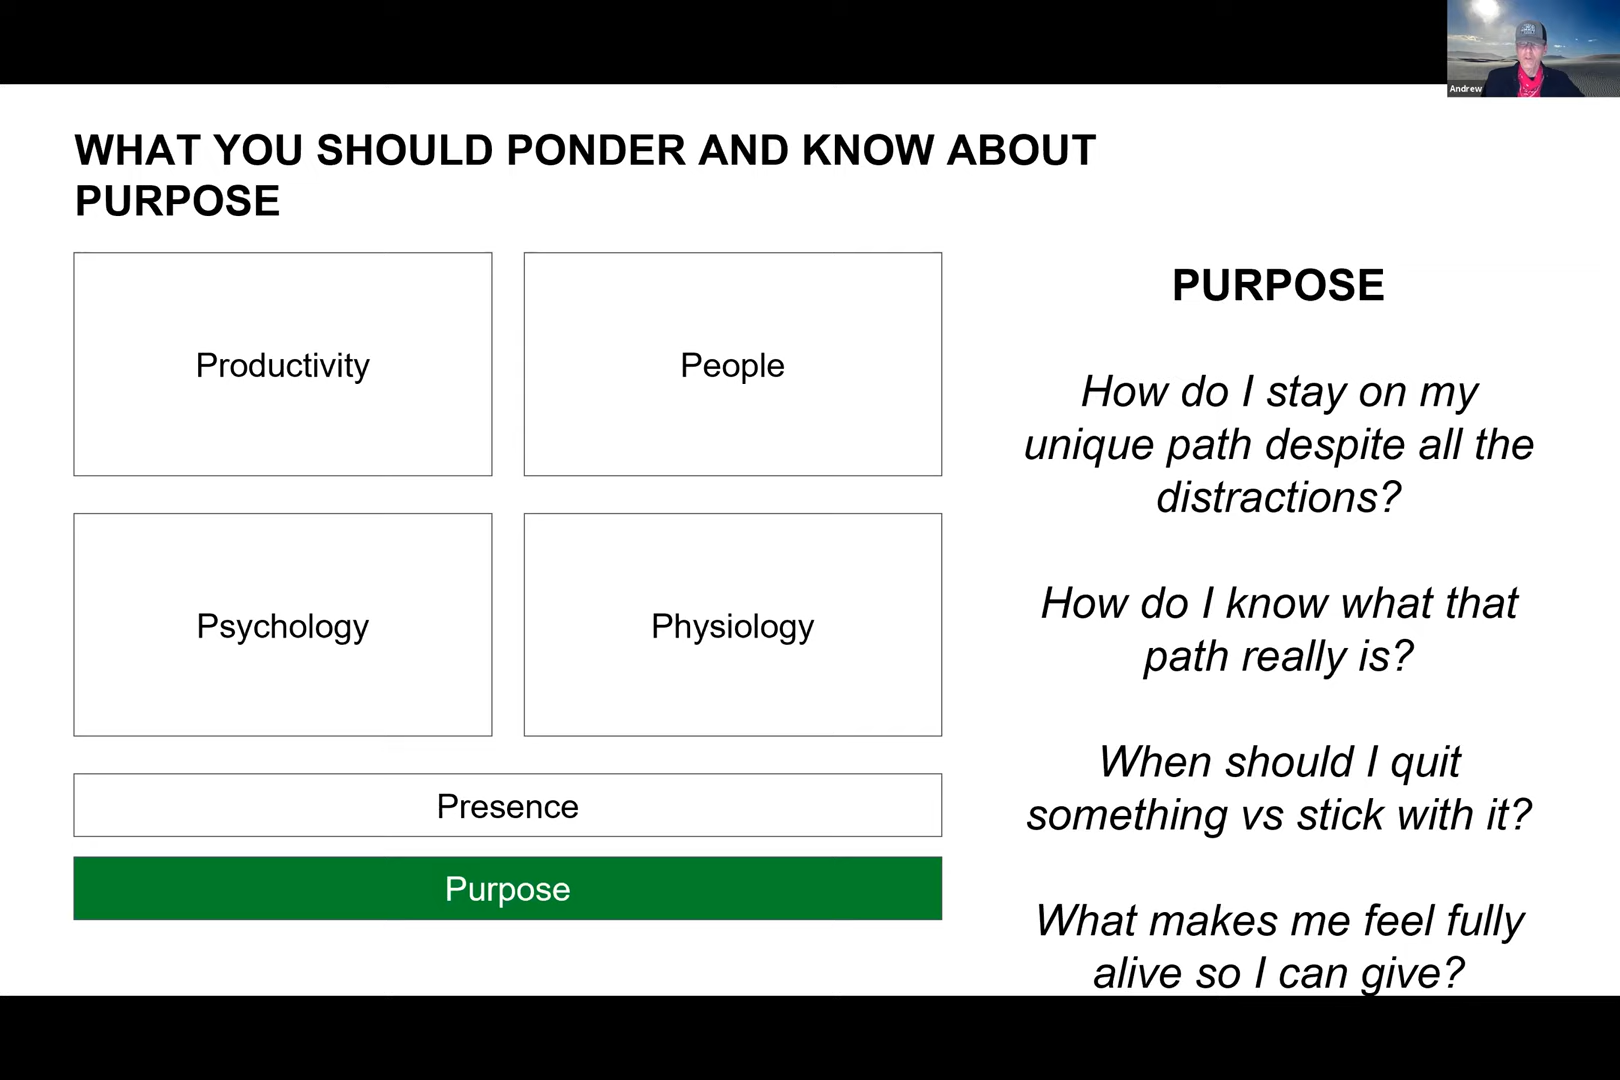 Andrew
WHAT YOU SHOULD PONDER AND KNOW ABOUT
PURPOSE
Productivity
People
Psychology
Physiology
Presence
Purpose
PURPOSE
How do I stay on my
unique path despite all the
distractions?
How do I know what that
path really is?
When should I quit
something vs stick with it?
What makes me feel fully
alive so I can give?